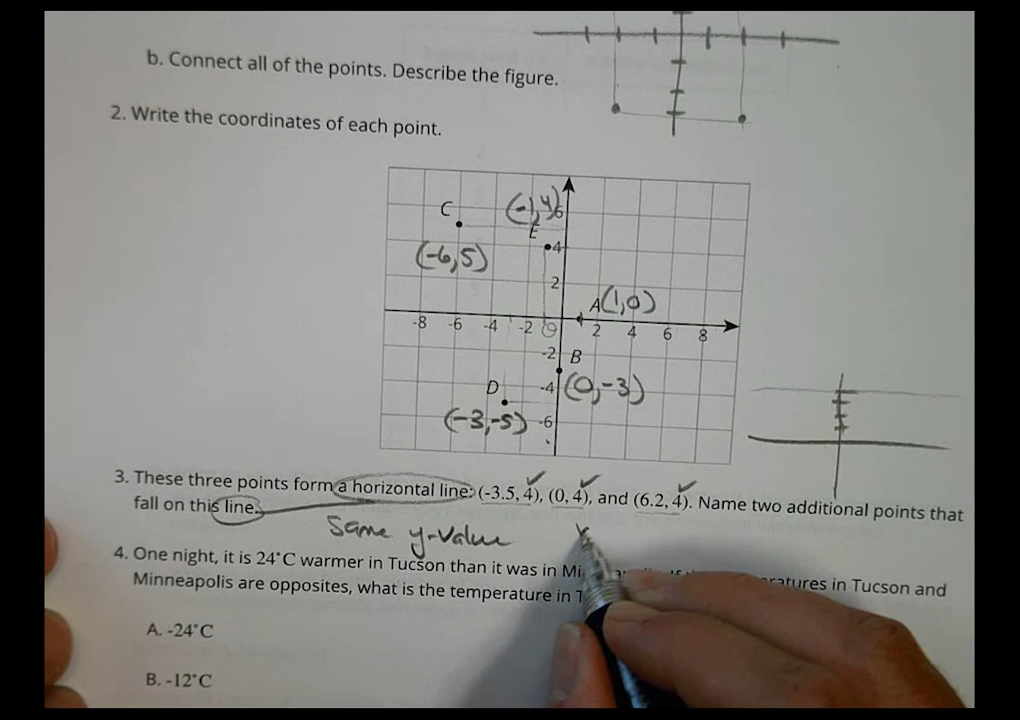 b. Connect all of the points. Describe the figure.
2. Write the coordinates of each point.
C
(-1,4)
6
E
4
(-6,5)
2
A(1,0)
-8 -6 -4 -2 0 2 4 6 8
-2 B
D -4 (0,-3)
(-3,-5) -6
3. These three points form a horizontal line: (-3.5, 4), (0, 4), and (6.2, 4). Name two additional points that
fall on this line.
Same y-value
4. One night, it is 24°C warmer in Tucson than it was in Mi ratures in Tucson and
Minneapolis are opposites, what is the temperature in T
A. -24°C
B. -12°C